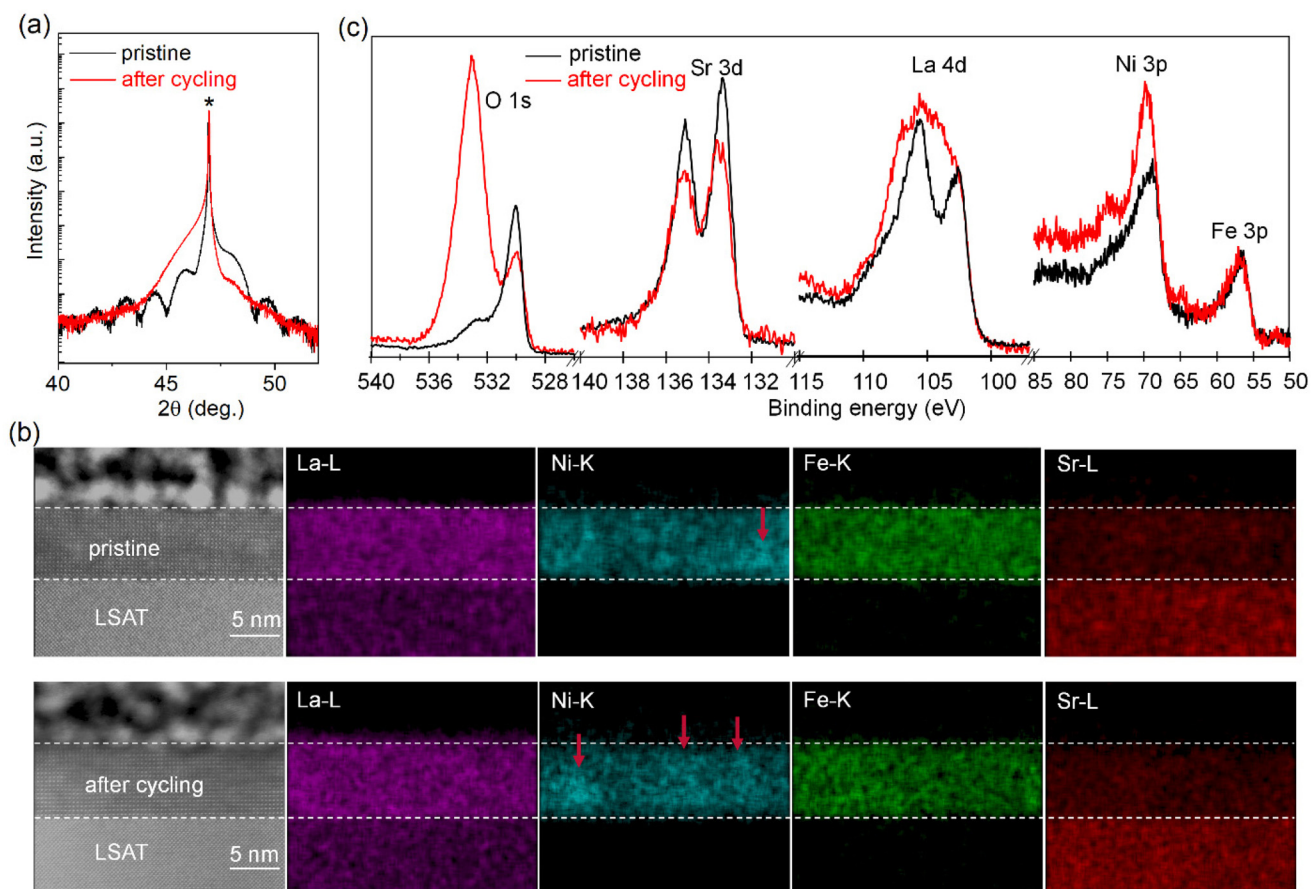 (a)
pristine
after cycling
*
Intensity (a.u.)
40 45 50
2θ (deg.)
(c)
pristine
after cycling
O 1s
Sr 3d
La 4d
Ni 3p
Fe 3p
540 536 532 528 140 138 136 134 132 115 110 105 100 85 80 75 70 65 60 55 50
Binding energy (eV)
(b)
pristine
LSAT
5 nm
La-L
Ni-K
Fe-K
Sr-L
after cycling
LSAT
5 nm
La-L
Ni-K
Fe-K
Sr-L